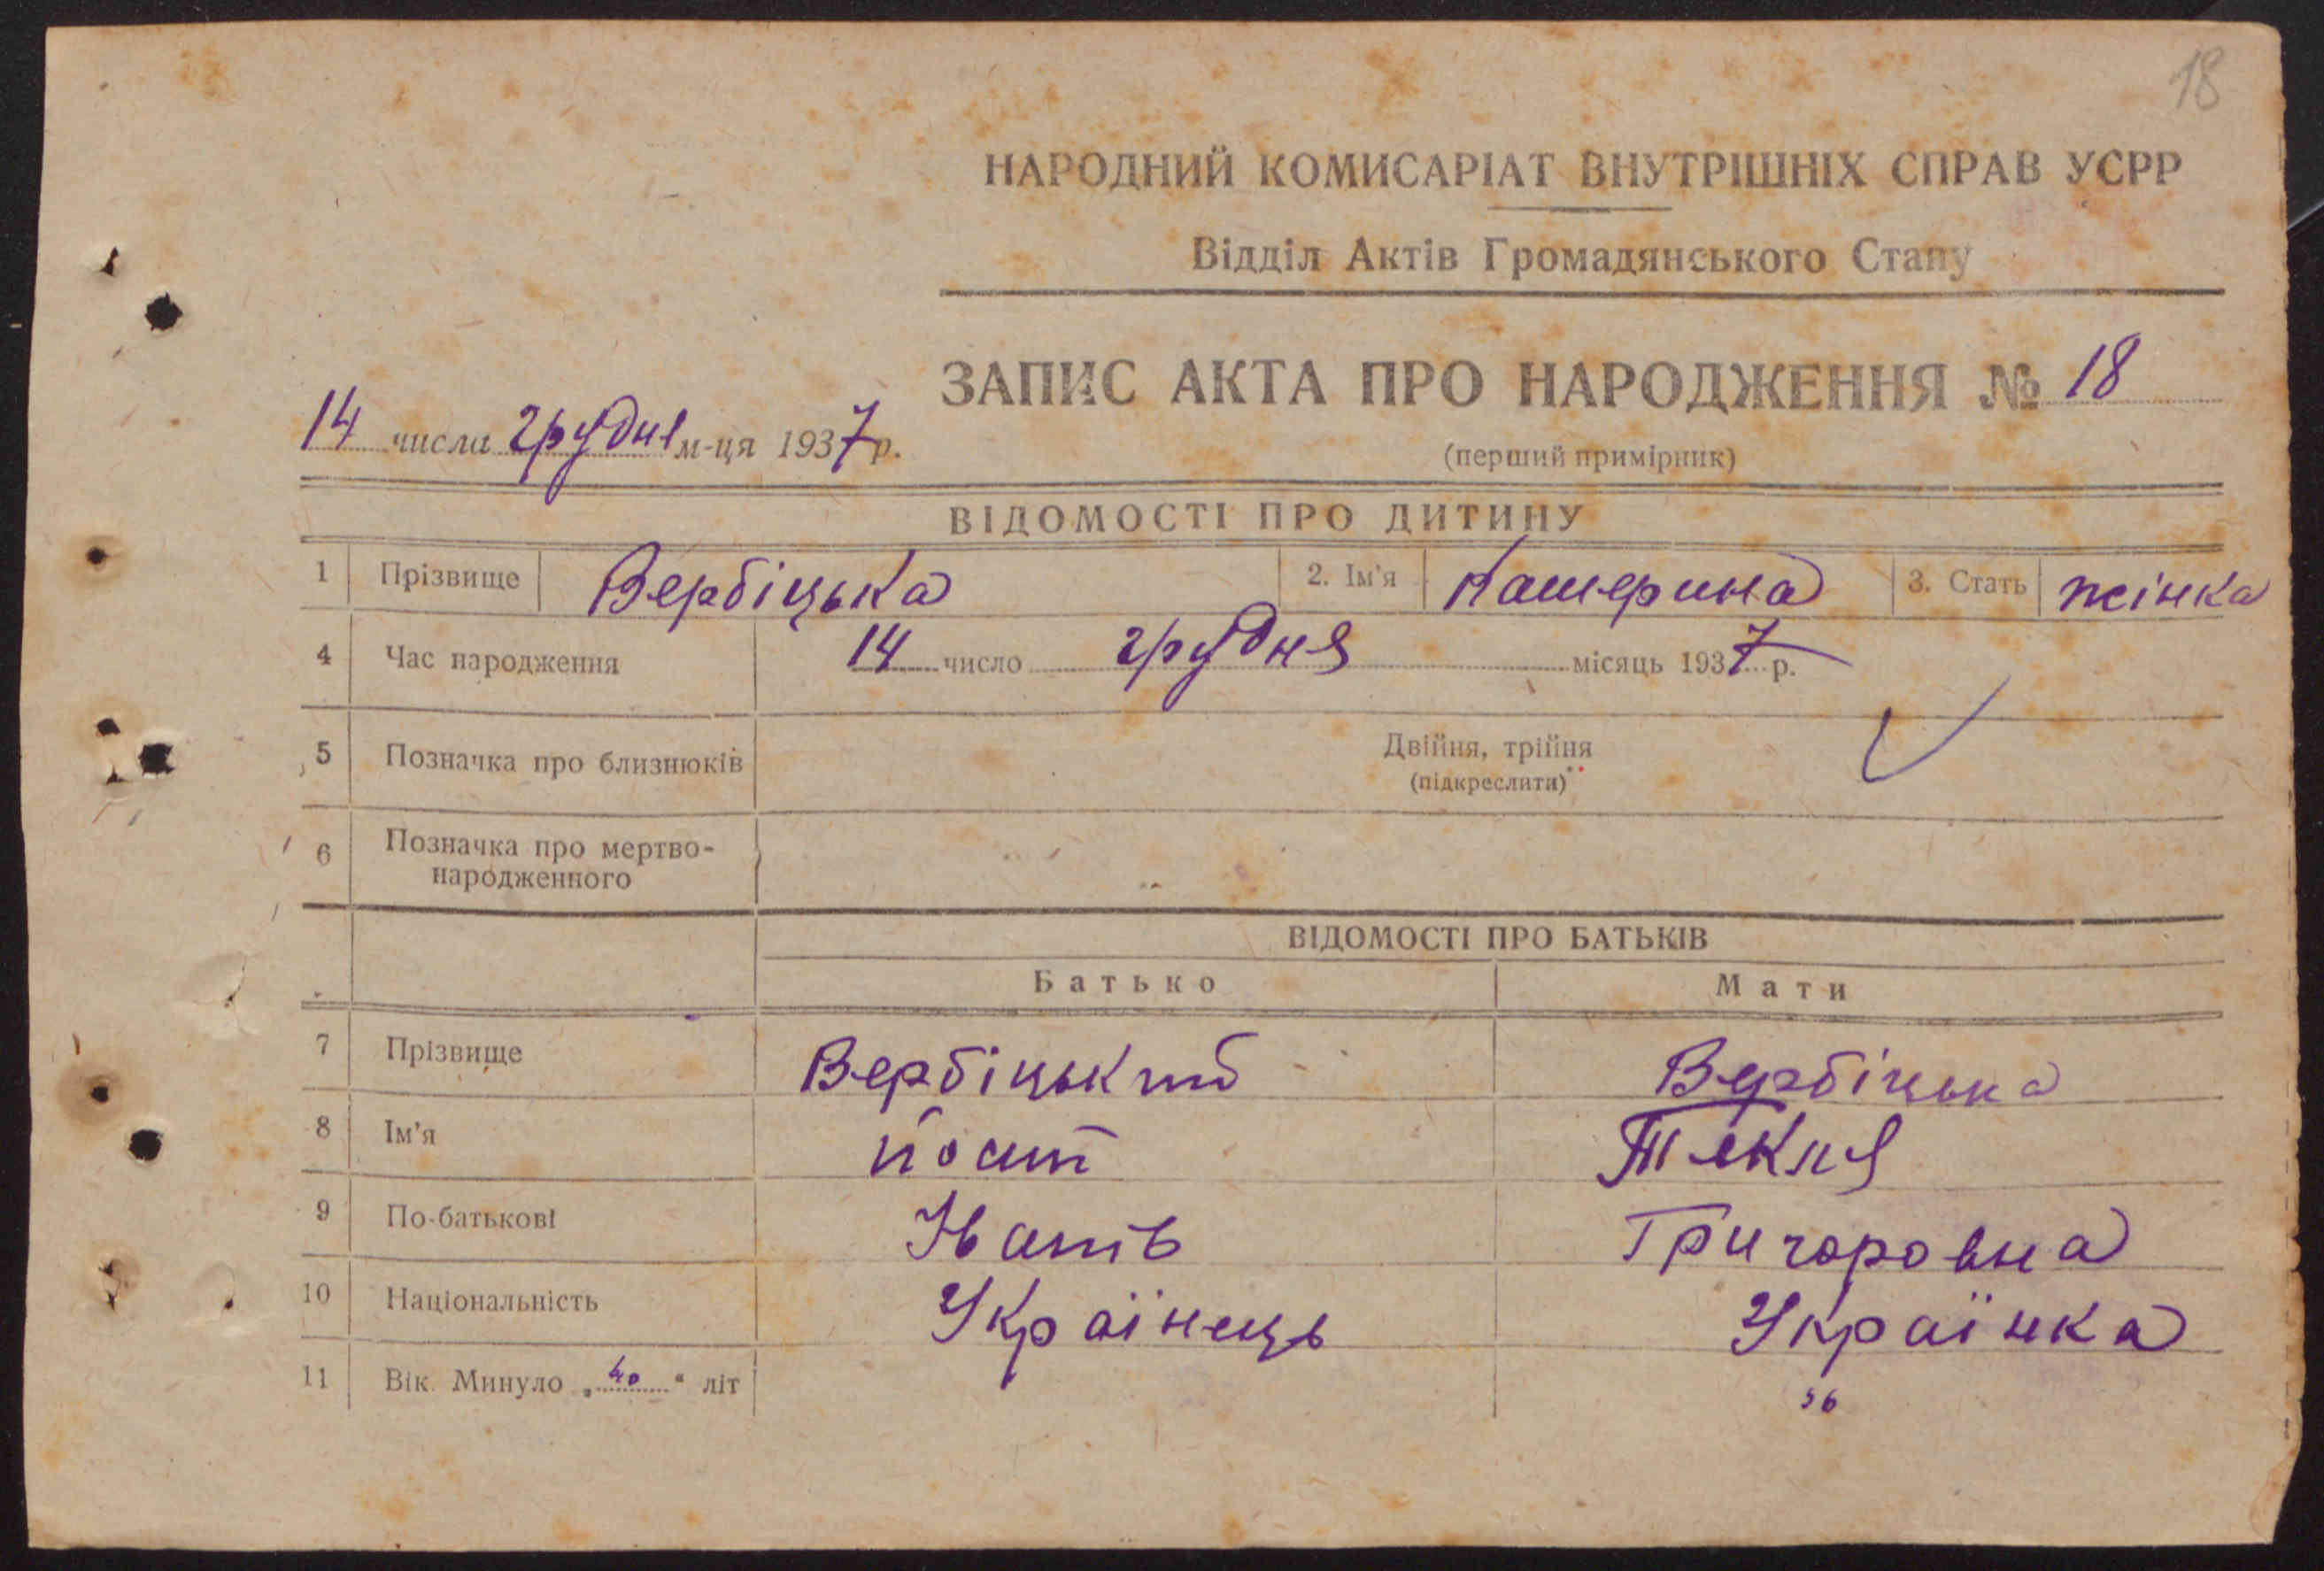 18
НАРОДНИЙ КОМИСАРІАТ ВНУТРІШНІХ СПРАВ УСРР
Відділ Актів Громадянського Стану
ЗАПИС АКТА ПРО НАРОДЖЕННЯ № 18
14 числа грудня м-ця 1937 р.
(перший примірник)
ВІДОМОСТІ ПРО ДИТИНУ
1 Прізвище Вербіцька 2. Ім'я Катерина 3. Стать жінка
4 Час народження 14 число грудня місяць 1937 р.
5 Позначка про близнюків Двійня, трійня
(підкреслити)
6 Позначка про мертво-
народженного
ВІДОМОСТІ ПРО БАТЬКІВ
Батько Мати
7 Прізвище Вербіцький Вербіцька
8 Ім'я Текля
9 По-батькові Іванів Григоровна
10 Національність Українець Українка
11 Вік. Минуло „40“ літ 36